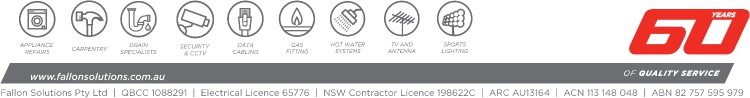 APPLIANCE REPAIRS
CARPENTRY
DRAIN SPECIALISTS
SECURITY & CCTV
DATA CABLING
GAS FITTING
HOT WATER SYSTEMS
TV AND ANTENNA
SPORTS LIGHTING
60 YEARS
OF QUALITY SERVICE
www.fallonsolutions.com.au
Fallon Solutions Pty Ltd | QBCC 1088291 | Electrical Licence 65776 | NSW Contractor Licence 198622C | ARC AU13164 | ACN 113 148 048 | ABN 82 757 595 979